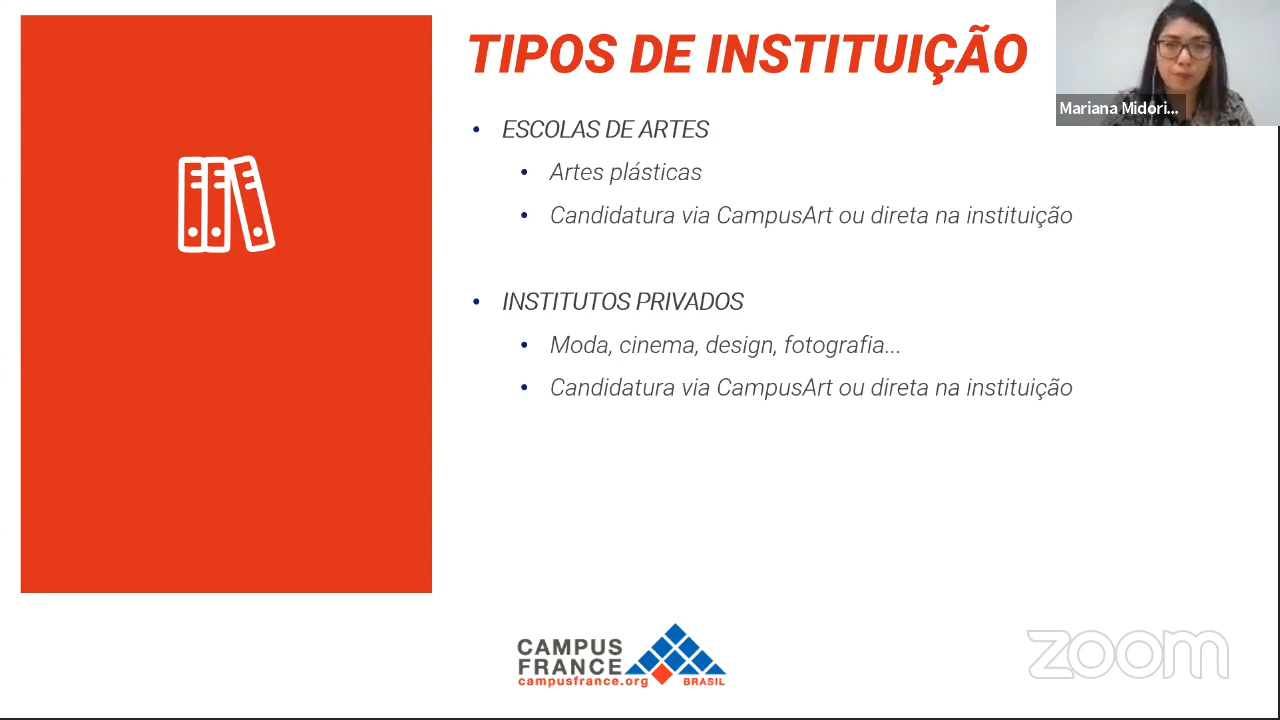 TIPOS DE INSTITUIÇÃO
Mariana Midori...
• ESCOLAS DE ARTES
• Artes plásticas
• Candidatura via CampusArt ou direta na instituição
• INSTITUTOS PRIVADOS
• Moda, cinema, design, fotografia...
• Candidatura via CampusArt ou direta na instituição
CAMPUS
FRANCE
campusfrance.org BRASIL
zoom